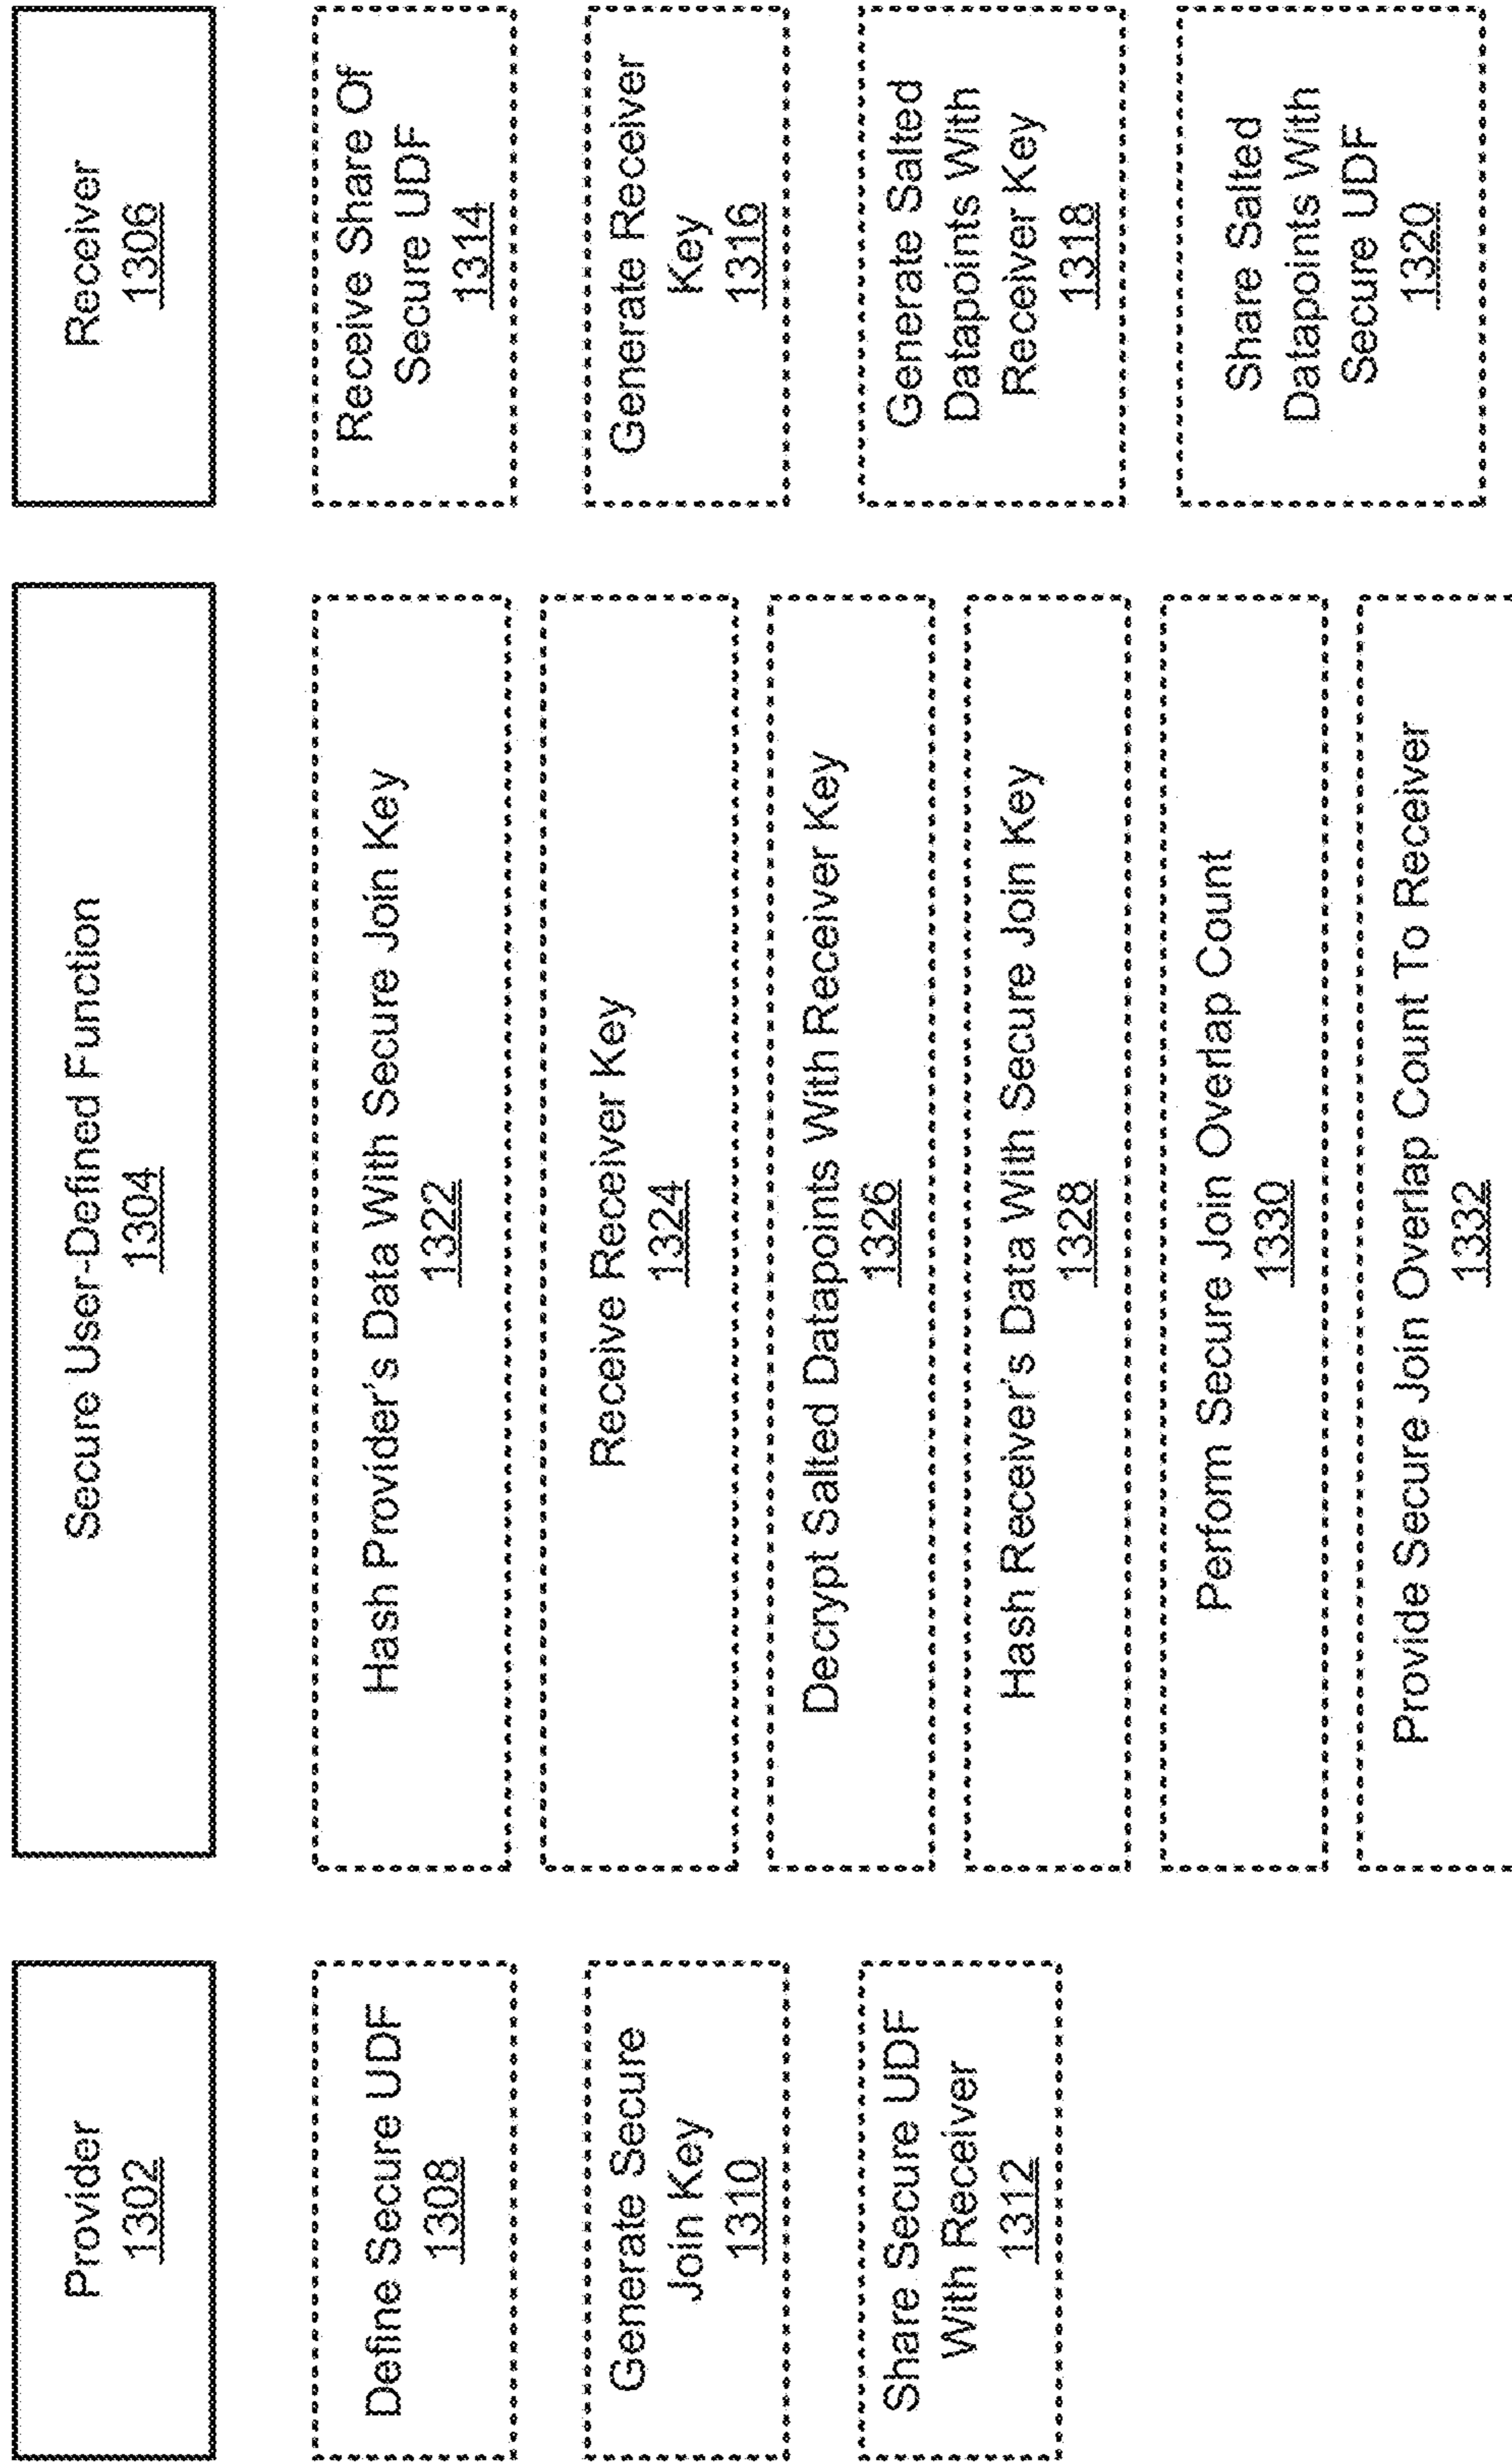 Provider
1302
Define Secure UDF
1308
Generate Secure
Join Key
1310
Share Secure UDF
With Receiver
1312
Secure User-Defined Function
1304
Hash Provider's Data With Secure Join Key
1322
Receive Receiver Key
1324
Decrypt Salted Datapoints With Receiver Key
1326
Hash Receiver's Data With Secure Join Key
1328
Perform Secure Join Overlap Count
1330
Provide Secure Join Overlap Count To Receiver
1332
Receiver
1306
Receive Share Of
Secure UDF
1314
Generate Receiver
Key
1316
Generate Salted
Datapoints With
Receiver Key
1318
Share Salted
Datapoints With
Secure UDF
1320